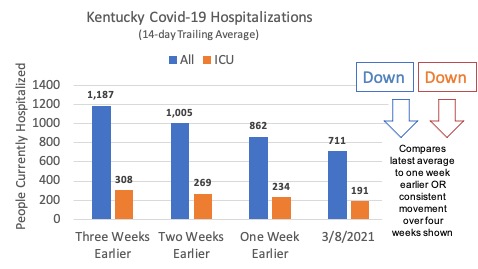 Kentucky Covid-19 Hospitalizations
(14-day Trailing Average)
All ICU
People Currently Hospitalized
1400
1200
1000
800
600
400
200
0
1,187
308
1,005
269
862
234
711
191
Three Weeks
Earlier
Two Weeks
Earlier
One Week
Earlier
3/8/2021
Down Down
Compares
latest average
to one week
earlier OR
consistent
movement
over four
weeks shown